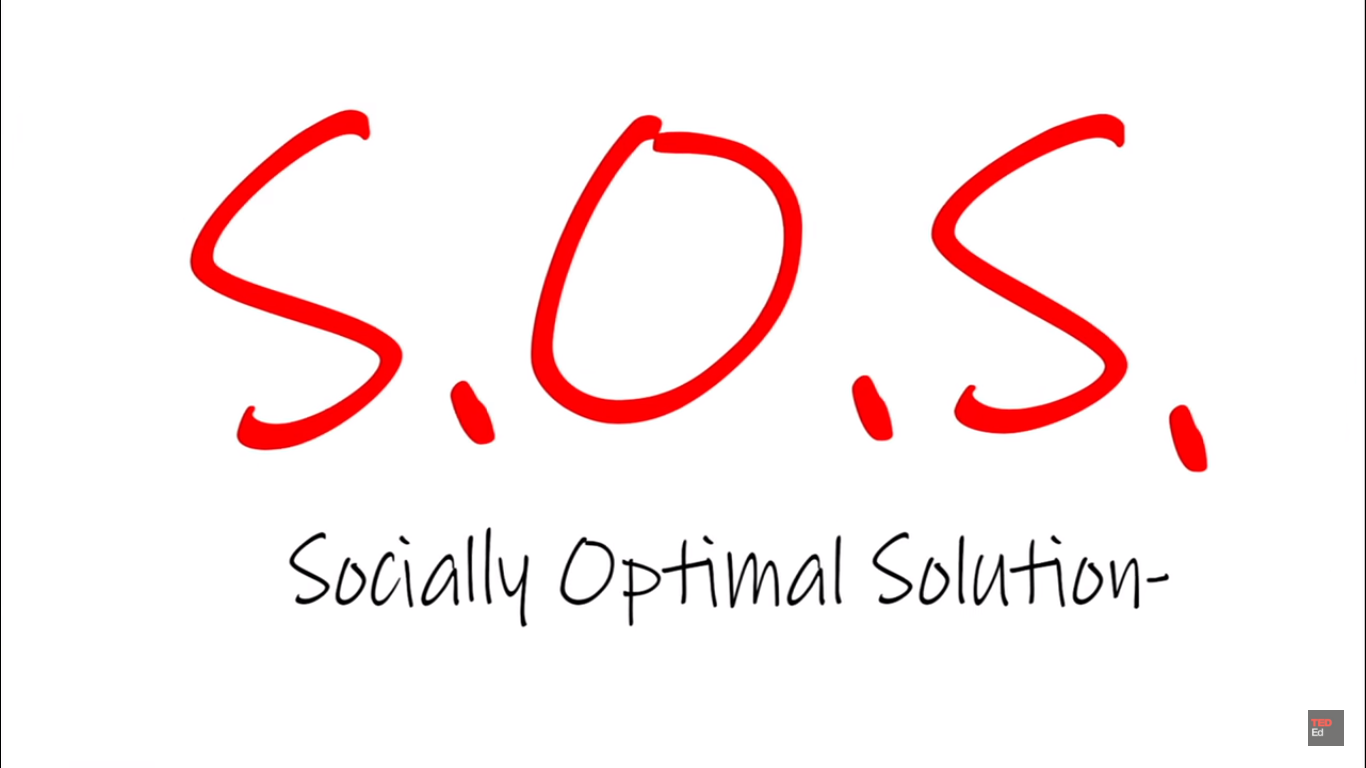 S.O.S.
Socially Optimal Solution-
TED
Ed